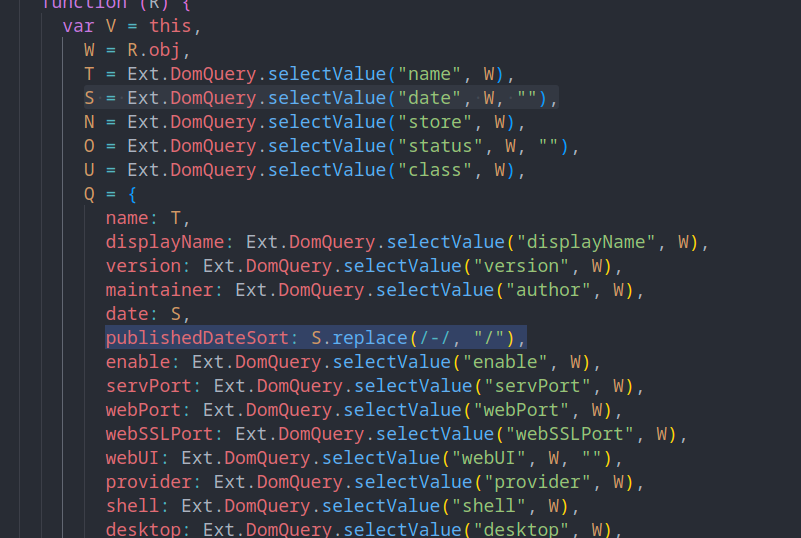 function (R) {
var V = this,
W = R.obj,
T = Ext.DomQuery.selectValue("name", W),
S = Ext.DomQuery.selectValue("date", W, ""),
N = Ext.DomQuery.selectValue("store", W),
O = Ext.DomQuery.selectValue("status", W, ""),
U = Ext.DomQuery.selectValue("class", W),
Q = {
name: T,
displayName: Ext.DomQuery.selectValue("displayName", W),
version: Ext.DomQuery.selectValue("version", W),
maintainer: Ext.DomQuery.selectValue("author", W),
date: S,
publishedDateSort: S.replace(/-/, "/"),
enable: Ext.DomQuery.selectValue("enable", W),
servPort: Ext.DomQuery.selectValue("servPort", W),
webPort: Ext.DomQuery.selectValue("webPort", W),
webSSLPort: Ext.DomQuery.selectValue("webSSLPort", W),
webUI: Ext.DomQuery.selectValue("webUI", W, ""),
provider: Ext.DomQuery.selectValue("provider", W),
shell: Ext.DomQuery.selectValue("shell", W),
desktop: Ext.DomQuery.selectValue("desktop", W),